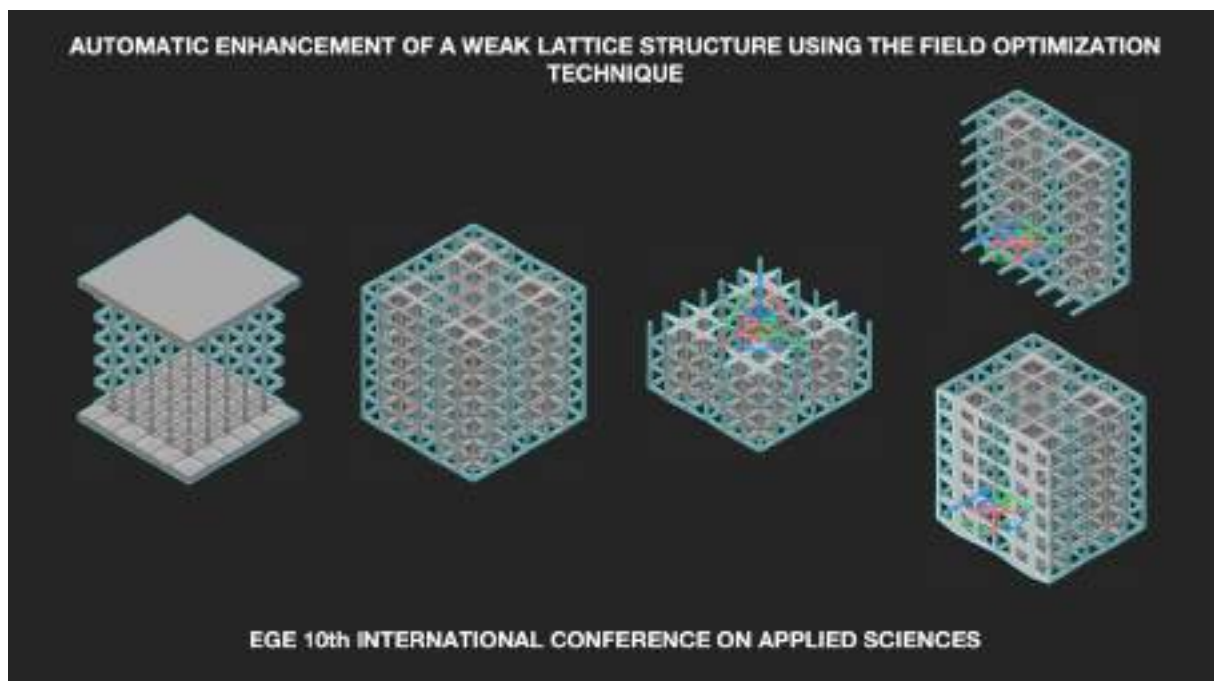 AUTOMATIC ENHANCEMENT OF A WEAK LATTICE STRUCTURE USING THE FIELD OPTIMIZATION
TECHNIQUE
EGE 10th INTERNATIONAL CONFERENCE ON APPLIED SCIENCES